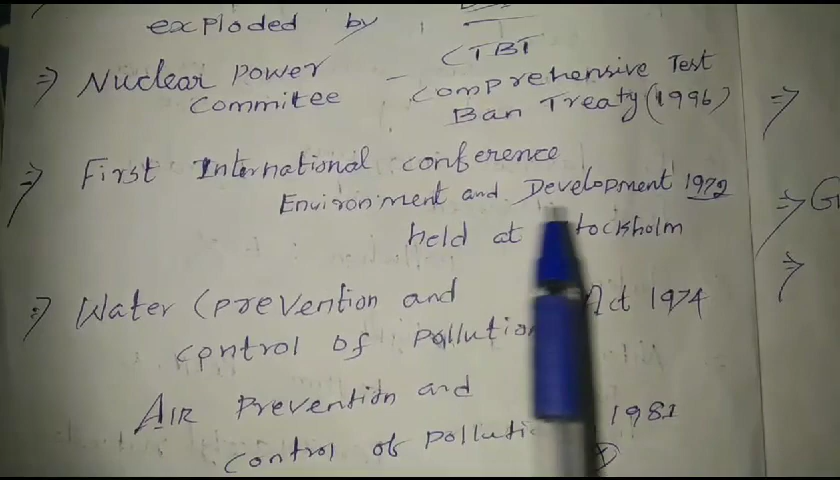 exploded by
CTBT
=> Nuclear power - Comprehensive Test
Commitee Ban Treaty (1996)
=> First International conference
Environment and Development 1972
held at tockholm
=> Water (prevention and Act 1974
control of pollution
AIR Prevention and
control of polluti 1981